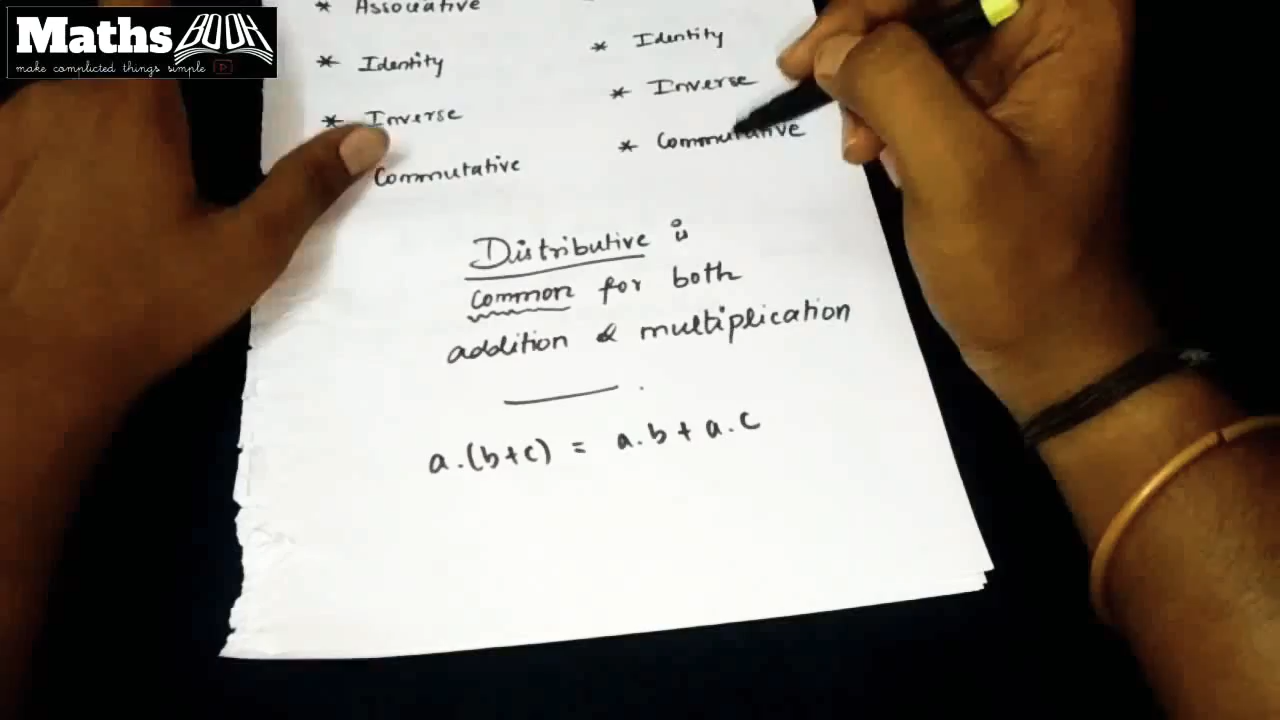 Maths BOOK
make complicted things simple
* Associative
* Identity
* Inverse
Commutative
* Identity
* Inverse
* Commutative
Distributive is
common for both
addition & multiplication
a.(b+c) = a.b + a.c